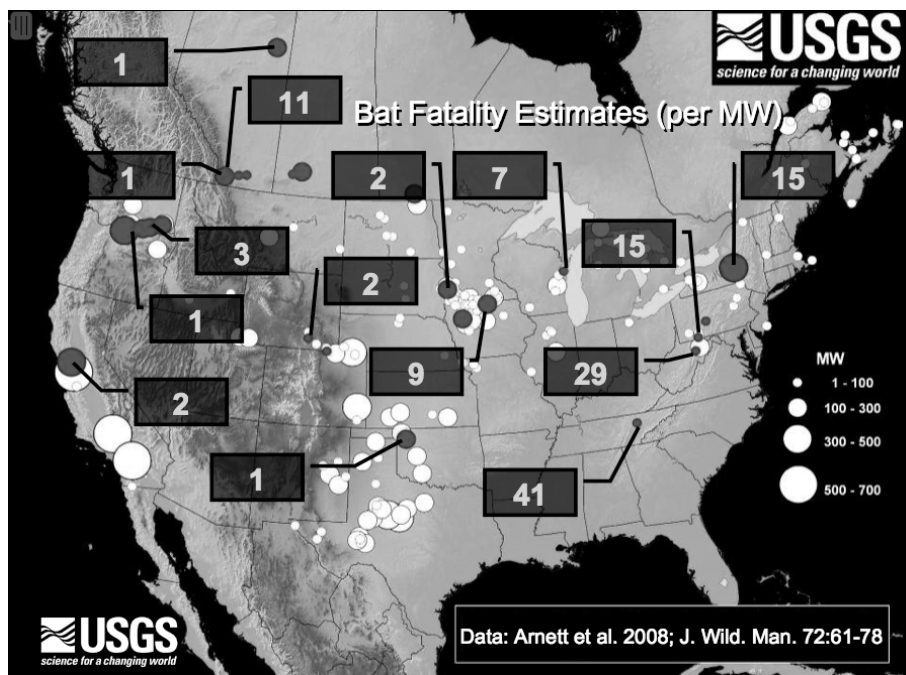 USGS
science for a changing world
1
11
Bat Fatality Estimates (per MW)
1
2
7
15
3
2
15
1
9
29
2
1
41
MW
1 - 100
100 - 300
300 - 500
500 - 700
USGS
science for a changing world
Data: Arnett et al. 2008; J. Wild. Man. 72:61-78